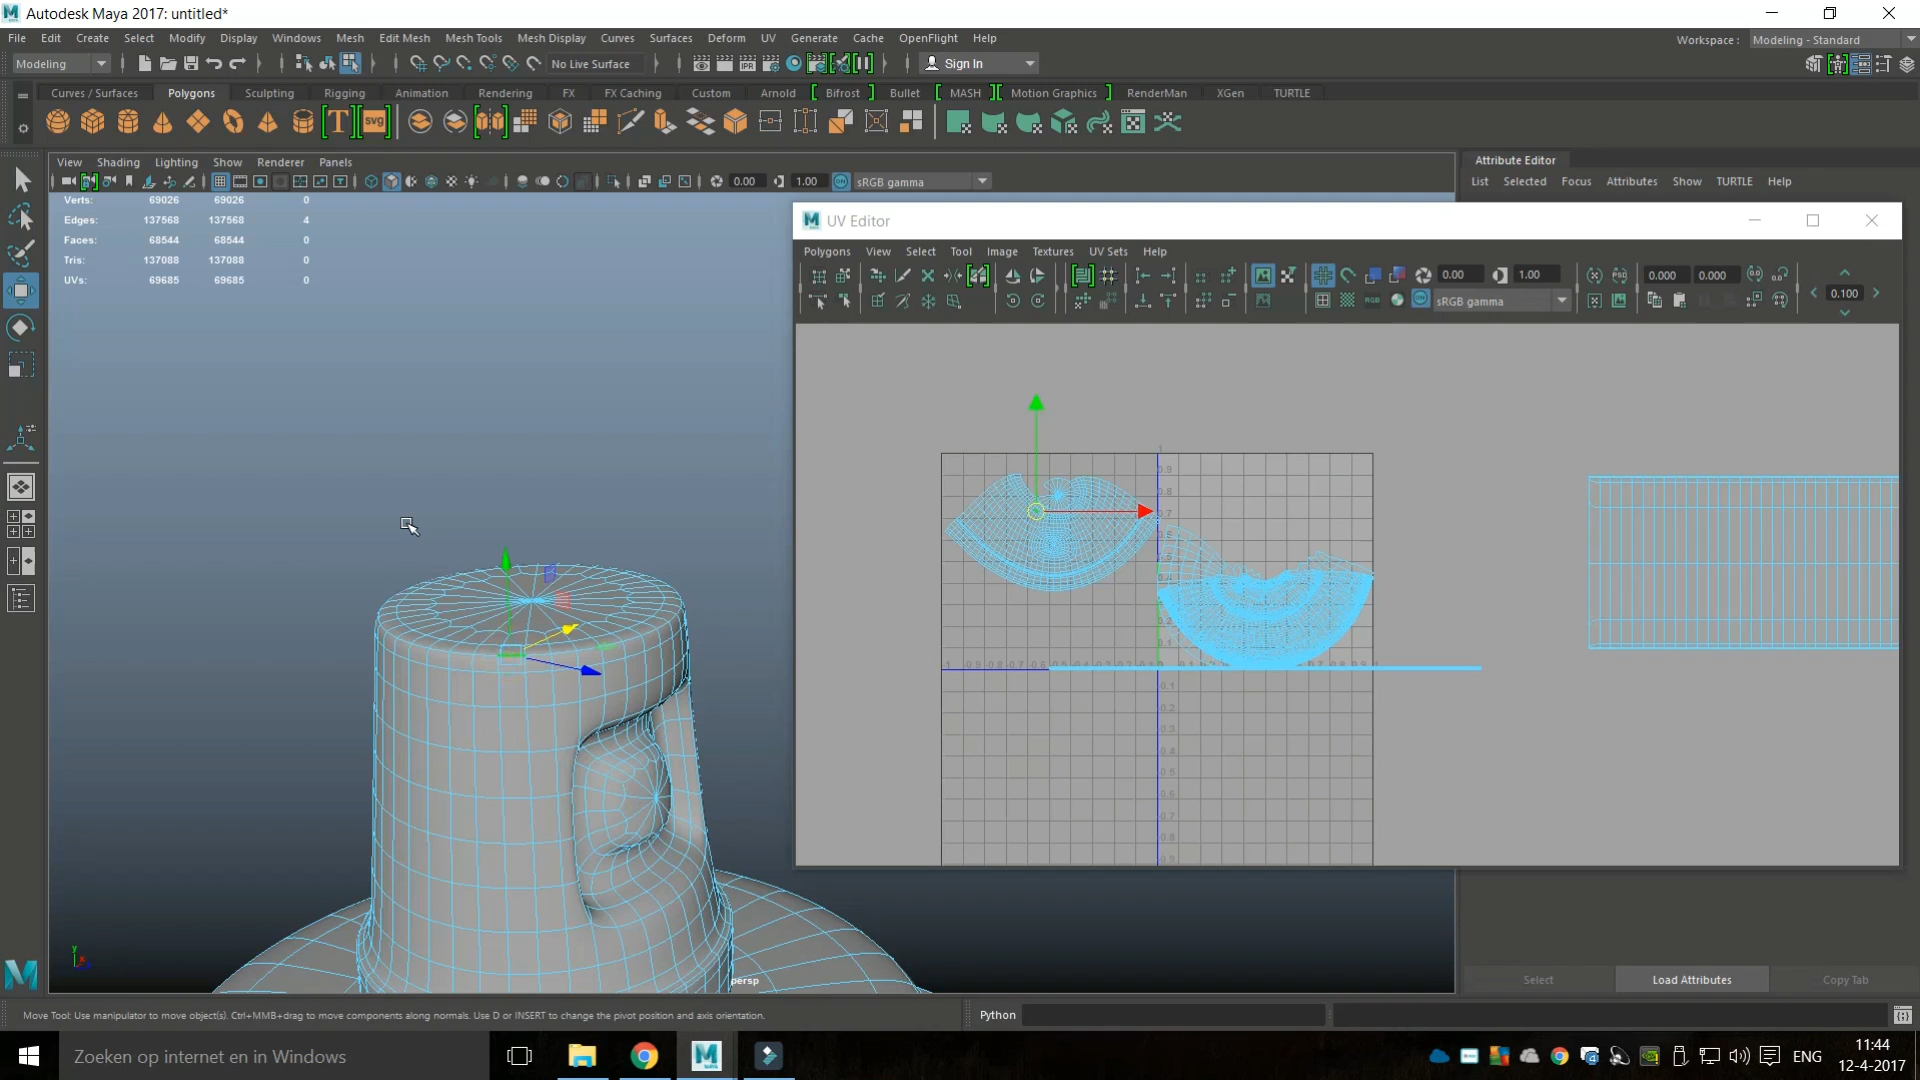 Autodesk Maya 2017: untitled*
File Edit Create Select Modify Display Windows Mesh Edit Mesh Mesh Tools Mesh Display Curves Surfaces Deform UV Generate Cache OpenFlight Help
Workspace : Modeling - Standard
Modeling No Live Surface Sign In
Curves / Surfaces Polygons Sculpting Rigging Animation Rendering FX FX Caching Custom Arnold Bifrost Bullet MASH Motion Graphics RenderMan XGen TURTLE
T svg
View Shading Lighting Show Renderer Panels
0.00 1.00 sRGB gamma
Verts: 69026 69026 0
Edges: 137568 137568 4
Faces: 68544 68544 0
Tris: 137088 137088 0
UVs: 69685 69685 0
Attribute Editor
List Selected Focus Attributes Show TURTLE Help
UV Editor
Polygons View Select Tool Image Textures UV Sets Help
0.00 1.00 0.000 0.000 0.100
sRGB gamma
persp
Select Load Attributes Copy Tab
Move Tool: Use manipulator to move object(s). Ctrl+MMB+drag to move components along normals. Use D or INSERT to change the pivot position and axis orientation.
Python
Zoeken op internet en in Windows
ENG
11:44
12-4-2017